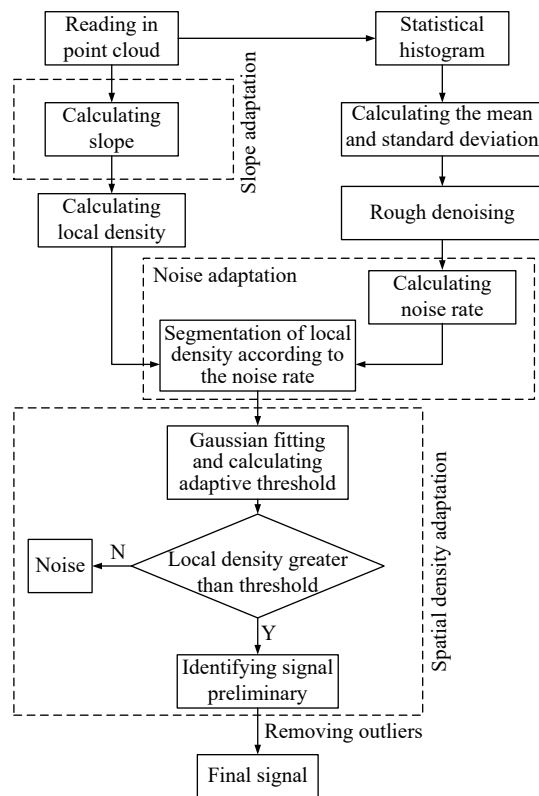 Reading in
point cloud
Statistical
histogram
Slope adaptation
Calculating
slope
Calculating the mean
and standard deviation
Calculating
local density
Rough denoising
Noise adaptation
Calculating
noise rate
Segmentation of local
density according to
the noise rate
Spatial density adaptation
Gaussian fitting
and calculating
adaptive threshold
Noise
N
Local density greater
than threshold
Y
Identifying signal
preliminary
Removing outliers
Final signal